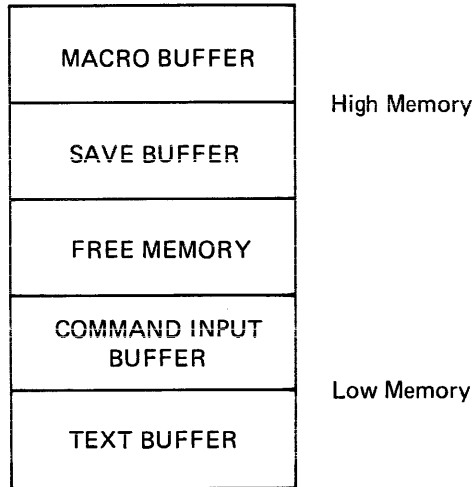 MACRO BUFFER
High Memory
SAVE BUFFER
FREE MEMORY
COMMAND INPUT
BUFFER
Low Memory
TEXT BUFFER